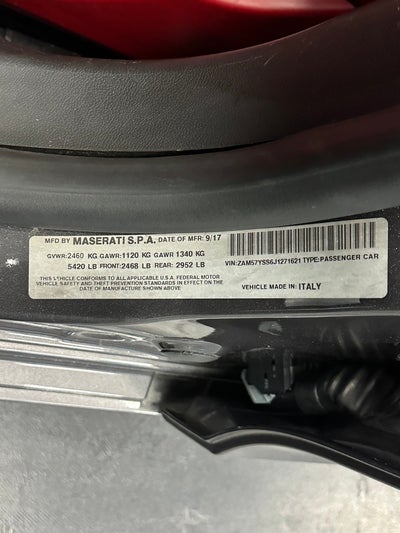 MFD BY MASERATI S.P.A. DATE OF MFR: 9/17
GVWR:2460 KG GAWR:1120 KG GAWR 1340 KG
5420 LB FRONT:2468 LB REAR: 2952 LB
VIN:ZAM57YSS6J1271621 TYPE:PASSENGER CAR
THIS VEHICLE CONFORMS TO ALL APPLICABLE U.S.A. FEDERAL MOTOR
VEHICLE SAFETY AND THEFT PREVENTION STANDARDS IN EFFECT ON THE
DATE OF MANUFACTURE SHOWN ABOVE
MADE IN: ITALY